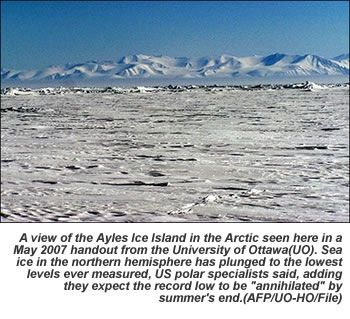 A view of the Ayles Ice Island in the Arctic seen here in a
May 2007 handout from the University of Ottawa(UO). Sea
ice in the northern hemisphere has plunged to the lowest
levels ever measured, US polar specialists said, adding
they expect the record low to be "annihilated" by
summer's end.(AFP/UO-HO/File)